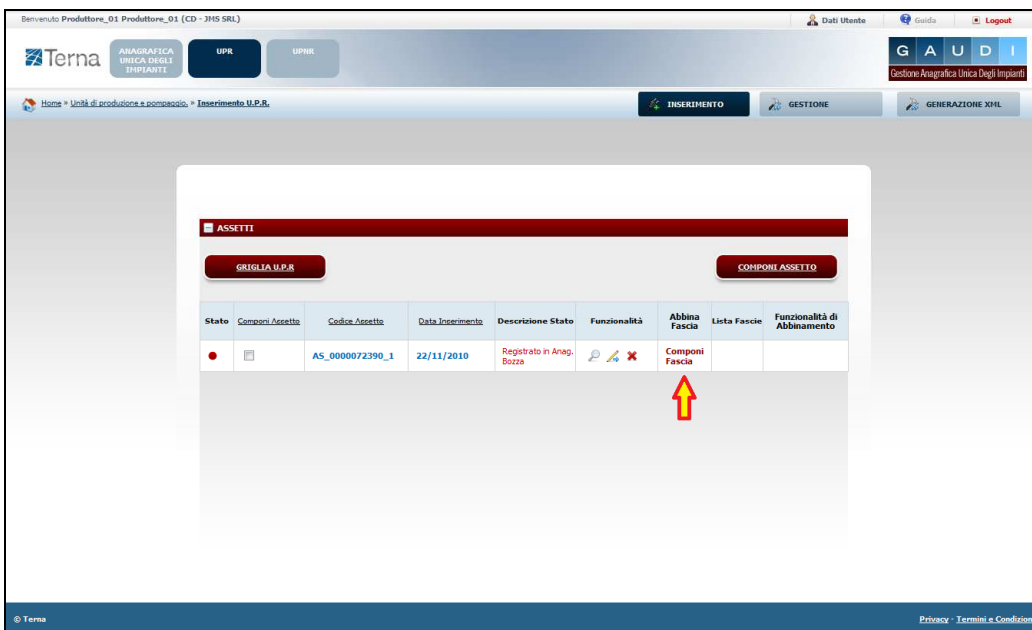 Benvenuto Produttore_01 Produttore_01 (CD - JMS SRL)
Dati Utente
Guida
Logout
Terna
ANAGRAFICA
UNICA DEGLI
IMPIANTI
UPR
UPNR
G A U D I
Gestione Anagrafica Unica Degli Impianti
Home » Unità di produzione e pompaggio. » Inserimento U.P.R.
INSERIMENTO
GESTIONE
GENERAZIONE XML
ASSETTI
GRIGLIA U.P.R
COMPONI ASSETTO
Stato
Componi Assetto
Codice Assetto
Data Inserimento
Descrizione Stato
Funzionalità
Abbina
Fascia
Lista Fascie
Funzionalità di
Abbinamento
AS_0000072390_1
22/11/2010
Registrato in Anag.
Bozza
Componi
Fascia
© Terna
Privacy - Termini e Condizion